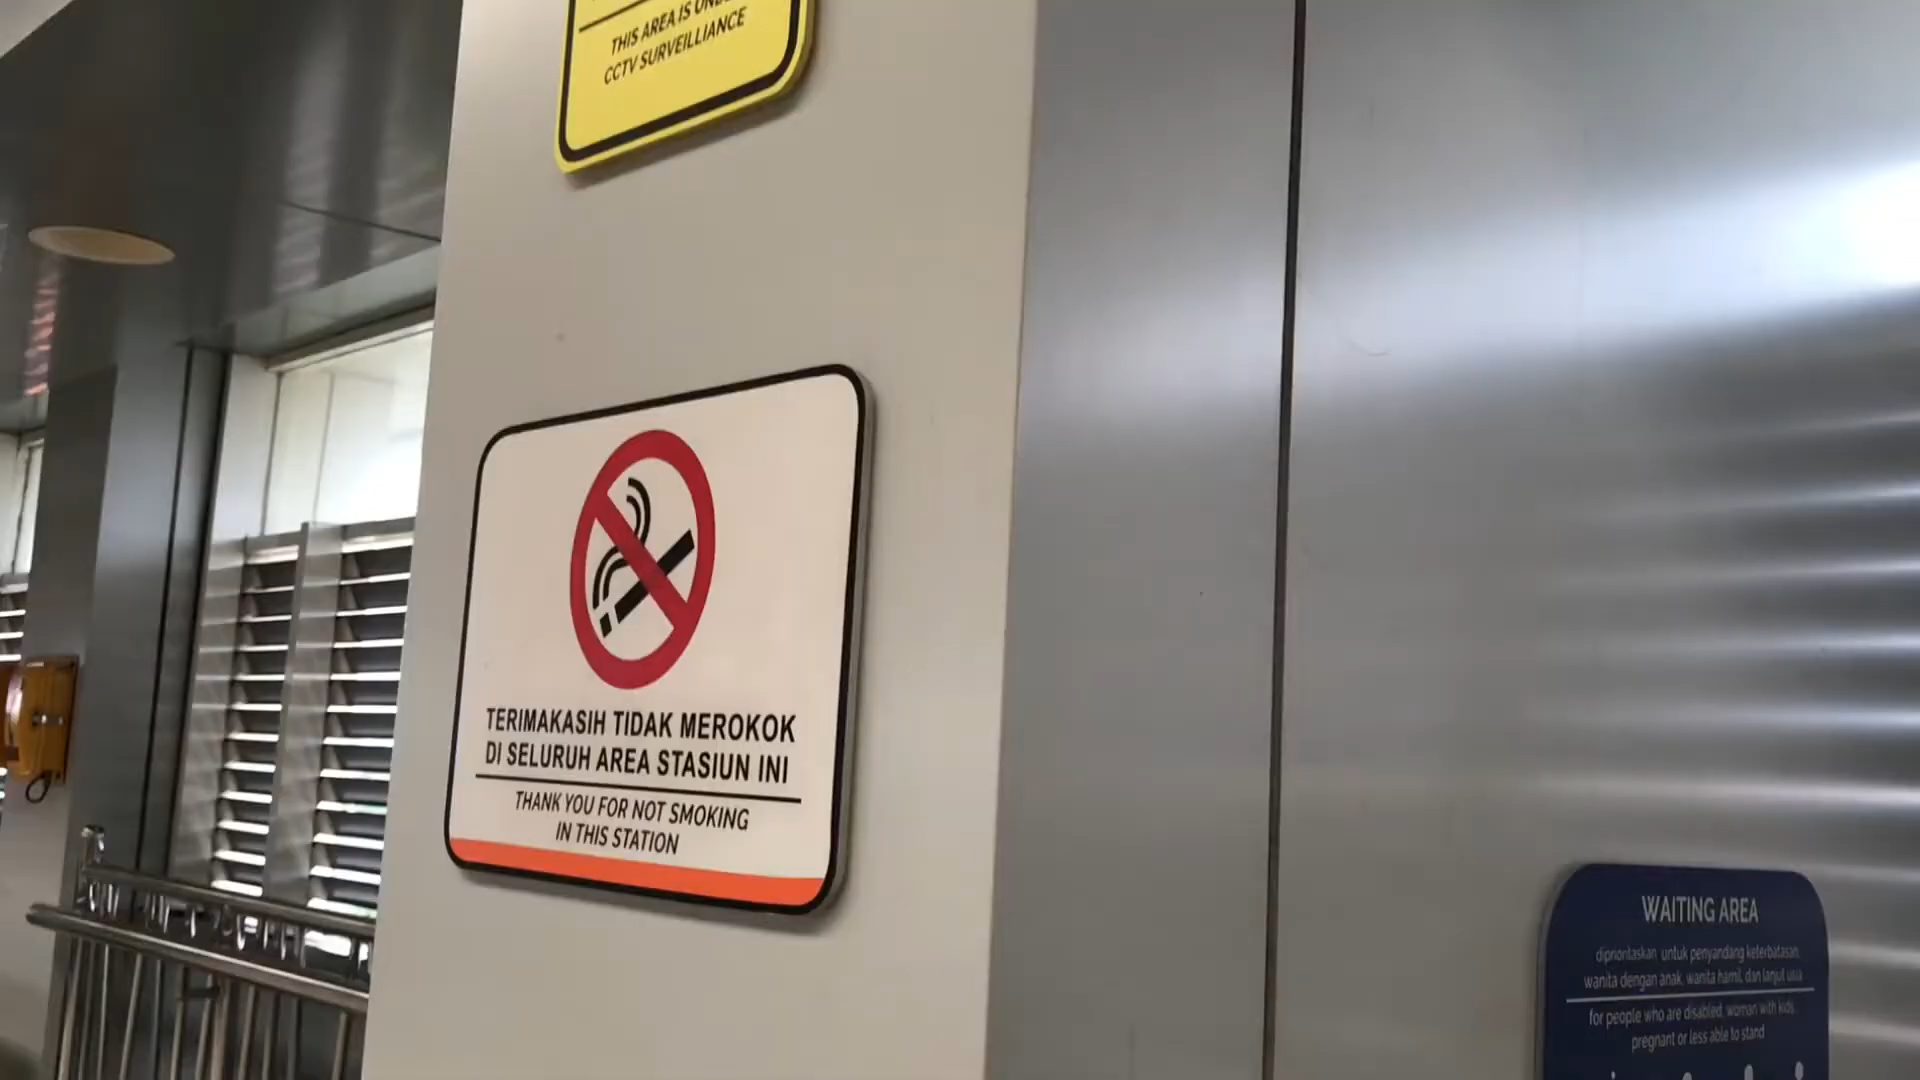 THIS AREA IS UNDER
CCTV SURVEILLANCE
TERIMAKASIH TIDAK MEROKOK
DI SELURUH AREA STASIUN INI
THANK YOU FOR NOT SMOKING
IN THIS STATION
WAITING AREA
diprioritaskan untuk penyandang keterbatasan,
wanita dengan anak, wanita hamil, dan lanjut usia
for people who are disabled, woman with kids,
pregnant or less able to stand